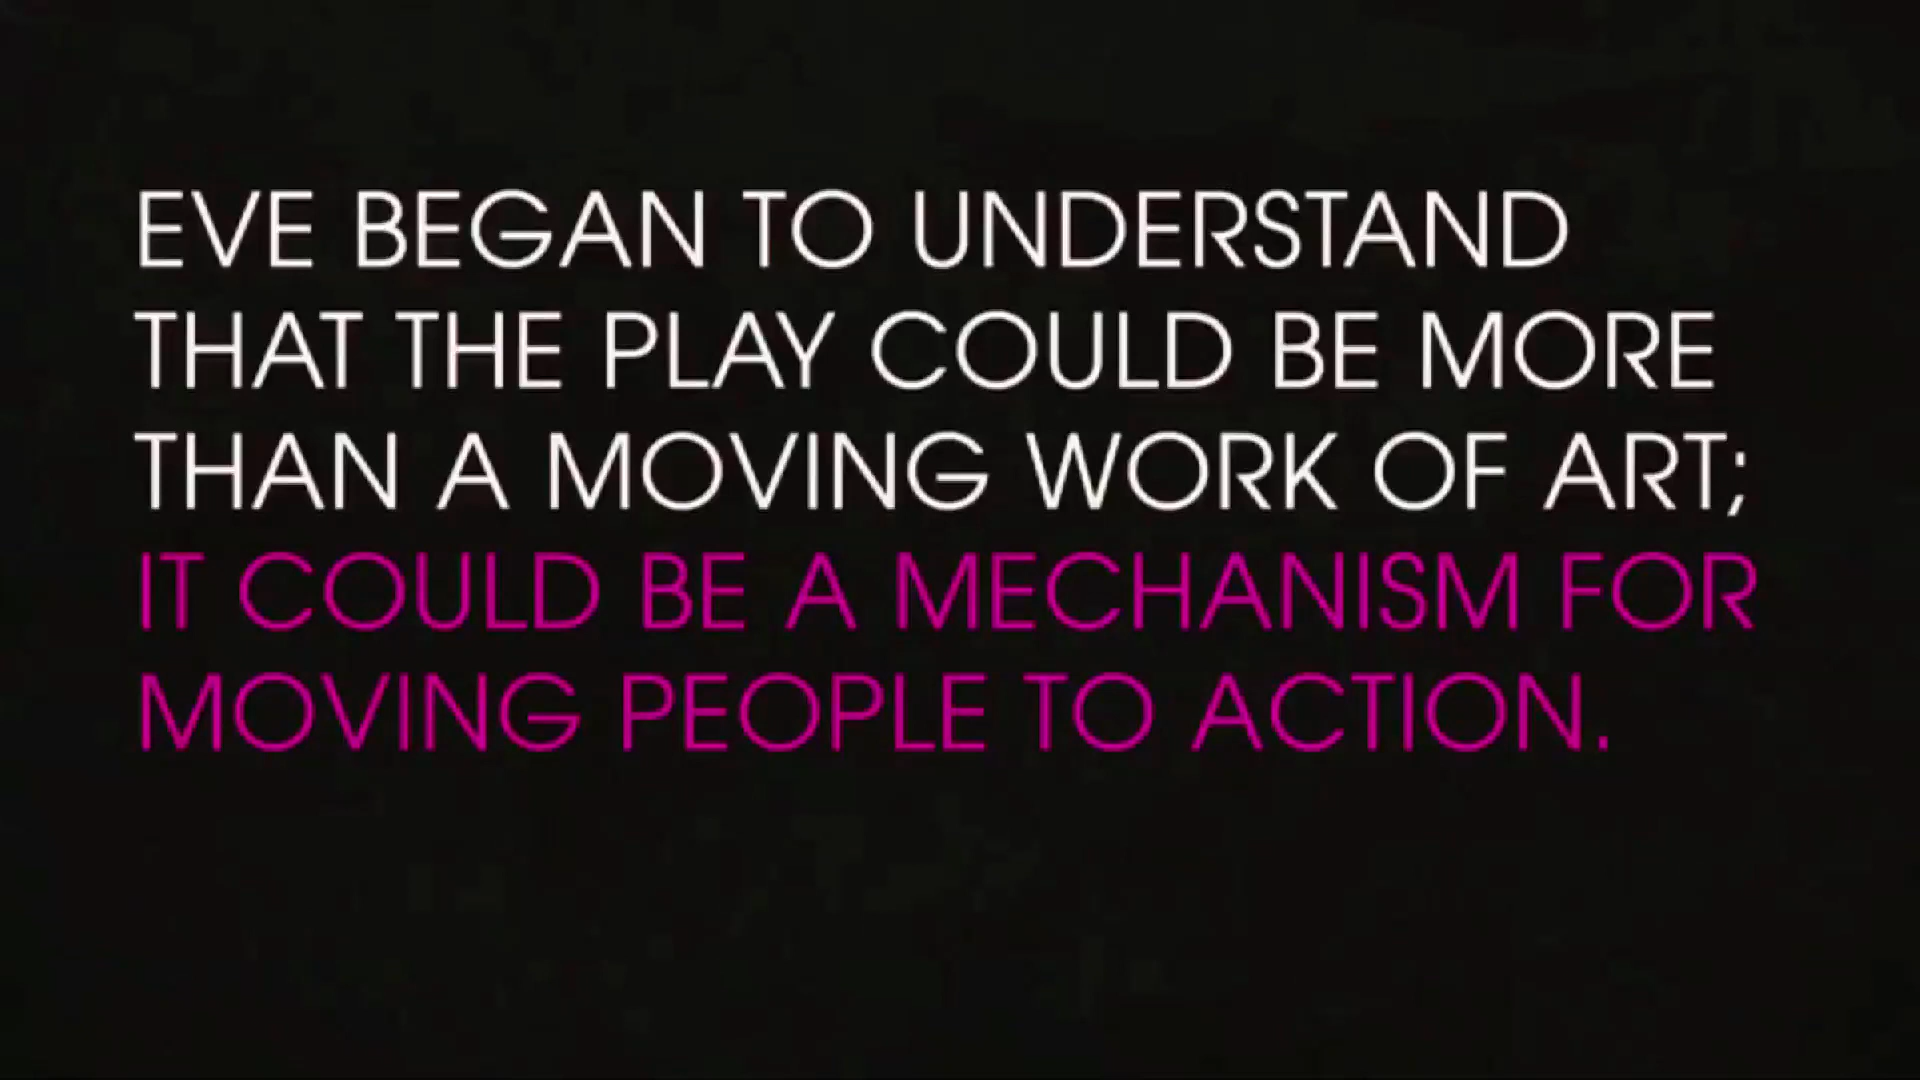 EVE BEGAN TO UNDERSTAND
THAT THE PLAY COULD BE MORE
THAN A MOVING WORK OF ART;
IT COULD BE A MECHANISM FOR
MOVING PEOPLE TO ACTION.